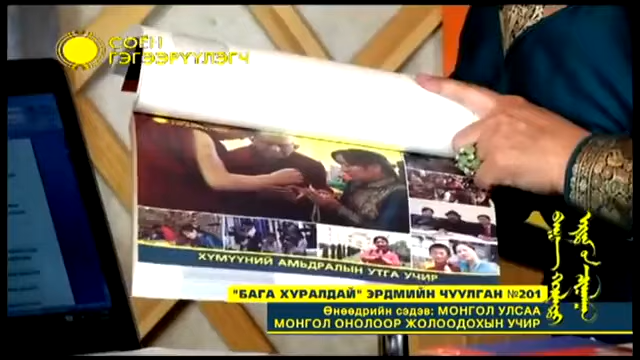 СОЁН
ГЭГЭЭРҮҮЛЭГЧ
ХҮМҮҮНИЙ АМЬДРАЛЫН УТГА УЧИР
"БАГА ХУРАЛДАЙ" ЭРДМИЙН ЧУУЛГАН №201
Өнөөдрийн сэдэв: МОНГОЛ УЛСАА
МОНГОЛ ОНОЛООР ЖОЛООДОХЫН УЧИР